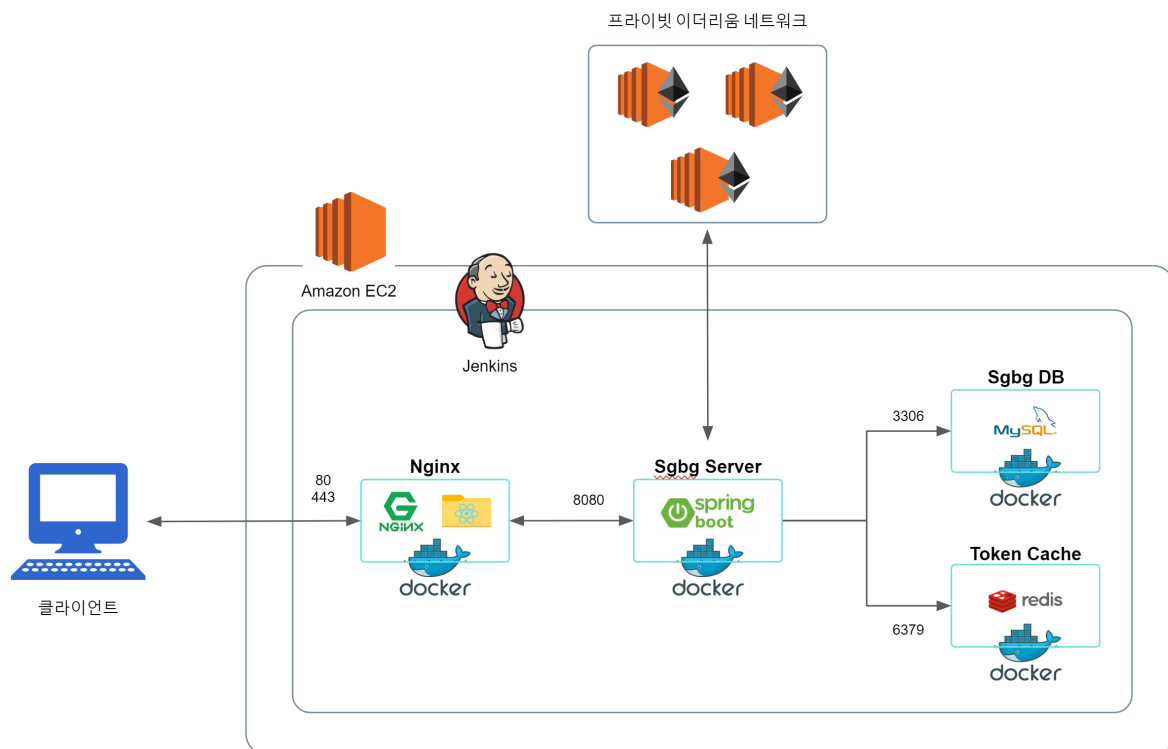 프라이빗 이더리움 네트워크
Amazon EC2
Jenkins
Sgbg DB
3306
MySQL
docker
Nginx
Sgbg Server
80
443
8080
NGINX
spring
boot
docker
docker
Token Cache
redis
6379
docker
클라이언트